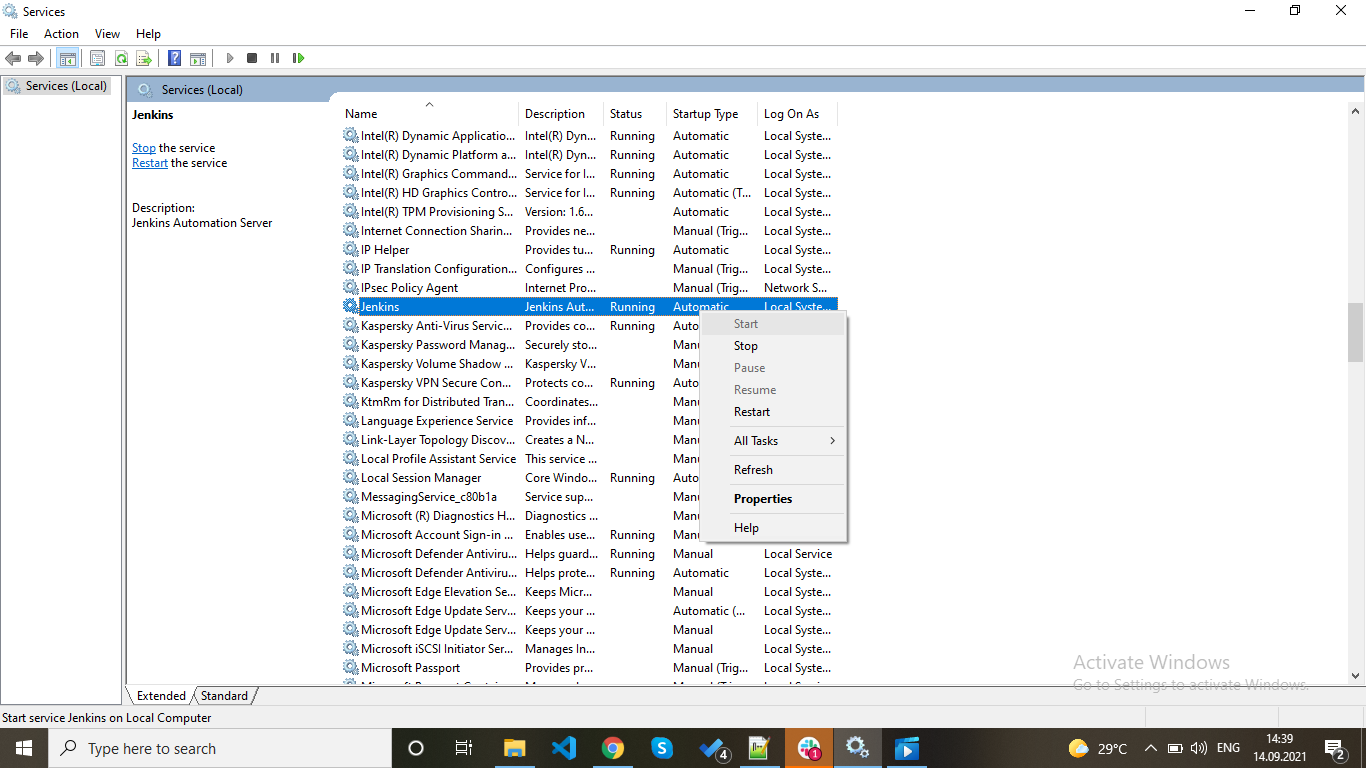 Services
File Action View Help
Services (Local)
Services (Local)
Jenkins
Stop the service
Restart the service
Description:
Jenkins Automation Server
Name Description Status Startup Type Log On As
Intel(R) Dynamic Applicatio... Intel(R) Dyn... Running Automatic Local Syste...
Intel(R) Dynamic Platform a... Intel(R) Dyn... Running Automatic Local Syste...
Intel(R) Graphics Command... Service for I... Running Automatic Local Syste...
Intel(R) HD Graphics Contro... Service for I... Running Automatic (T... Local Syste...
Intel(R) TPM Provisioning S... Version: 1.6... Automatic Local Syste...
Internet Connection Sharin... Provides ne... Manual (Trig... Local Syste...
IP Helper Provides tu... Running Automatic Local Syste...
IP Translation Configuration... Configures ... Manual (Trig... Local Syste...
IPsec Policy Agent Internet Pro... Manual (Trig... Network S...
Jenkins Jenkins Aut... Running Automatic Local Syste...
Kaspersky Anti-Virus Servic... Provides co... Running Auto
Kaspersky Password Manag... Securely sto... Manu
Kaspersky Volume Shadow ... Kaspersky V... Manu
Kaspersky VPN Secure Con... Protects co... Running Auto
KtmRm for Distributed Tran... Coordinates... Manu
Language Experience Service Provides inf... Manu
Link-Layer Topology Discov... Creates a N... Manu
Local Profile Assistant Service This service ... Manu
Local Session Manager Core Windo... Running Auto
MessagingService_c80b1a Service sup... Manu
Microsoft (R) Diagnostics H... Diagnostics ... Manu
Microsoft Account Sign-in ... Enables use... Running Manu
Microsoft Defender Antiviru... Helps guard... Running Manual Local Service
Microsoft Defender Antiviru... Helps prote... Running Automatic Local Syste...
Microsoft Edge Elevation Se... Keeps Micr... Manual Local Syste...
Microsoft Edge Update Serv... Keeps your ... Automatic (... Local Syste...
Microsoft Edge Update Serv... Keeps your ... Manual Local Syste...
Microsoft iSCSI Initiator Ser... Manages In... Manual Local Syste...
Microsoft Passport Provides pr... Manual (Trig... Local Syste...
Start
Stop
Pause
Resume
Restart
All Tasks
Refresh
Properties
Help
Activate Windows
Go to Settings to activate Windows.
Extended Standard
Start service Jenkins on Local Computer
Type here to search
4
1
29°C
ENG
14:39
14.09.2021
2